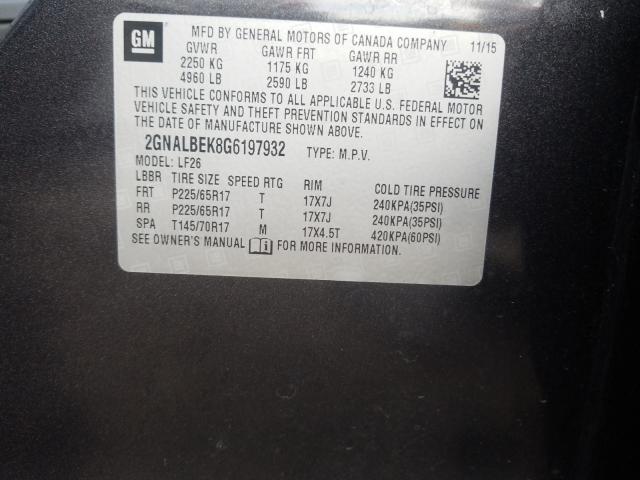 GM
MFD BY GENERAL MOTORS OF CANADA COMPANY 11/15
GVWR GAWR FRT GAWR RR
2250 KG 1175 KG 1240 KG
4960 LB 2590 LB 2733 LB
THIS VEHICLE CONFORMS TO ALL APPLICABLE U.S. FEDERAL MOTOR
VEHICLE SAFETY AND THEFT PREVENTION STANDARDS IN EFFECT ON
THE DATE OF MANUFACTURE SHOWN ABOVE.
2GNALBEK8G6197932 TYPE: M.P.V.
MODEL: LF26
LBBR TIRE SIZE SPEED RTG RIM COLD TIRE PRESSURE
FRT P225/65R17 T 17X7J 240KPA(35PSI)
RR P225/65R17 T 17X7J 240KPA(35PSI)
SPA T145/70R17 M 17X4.5T 420KPA(60PSI)
SEE OWNER'S MANUAL FOR MORE INFORMATION.